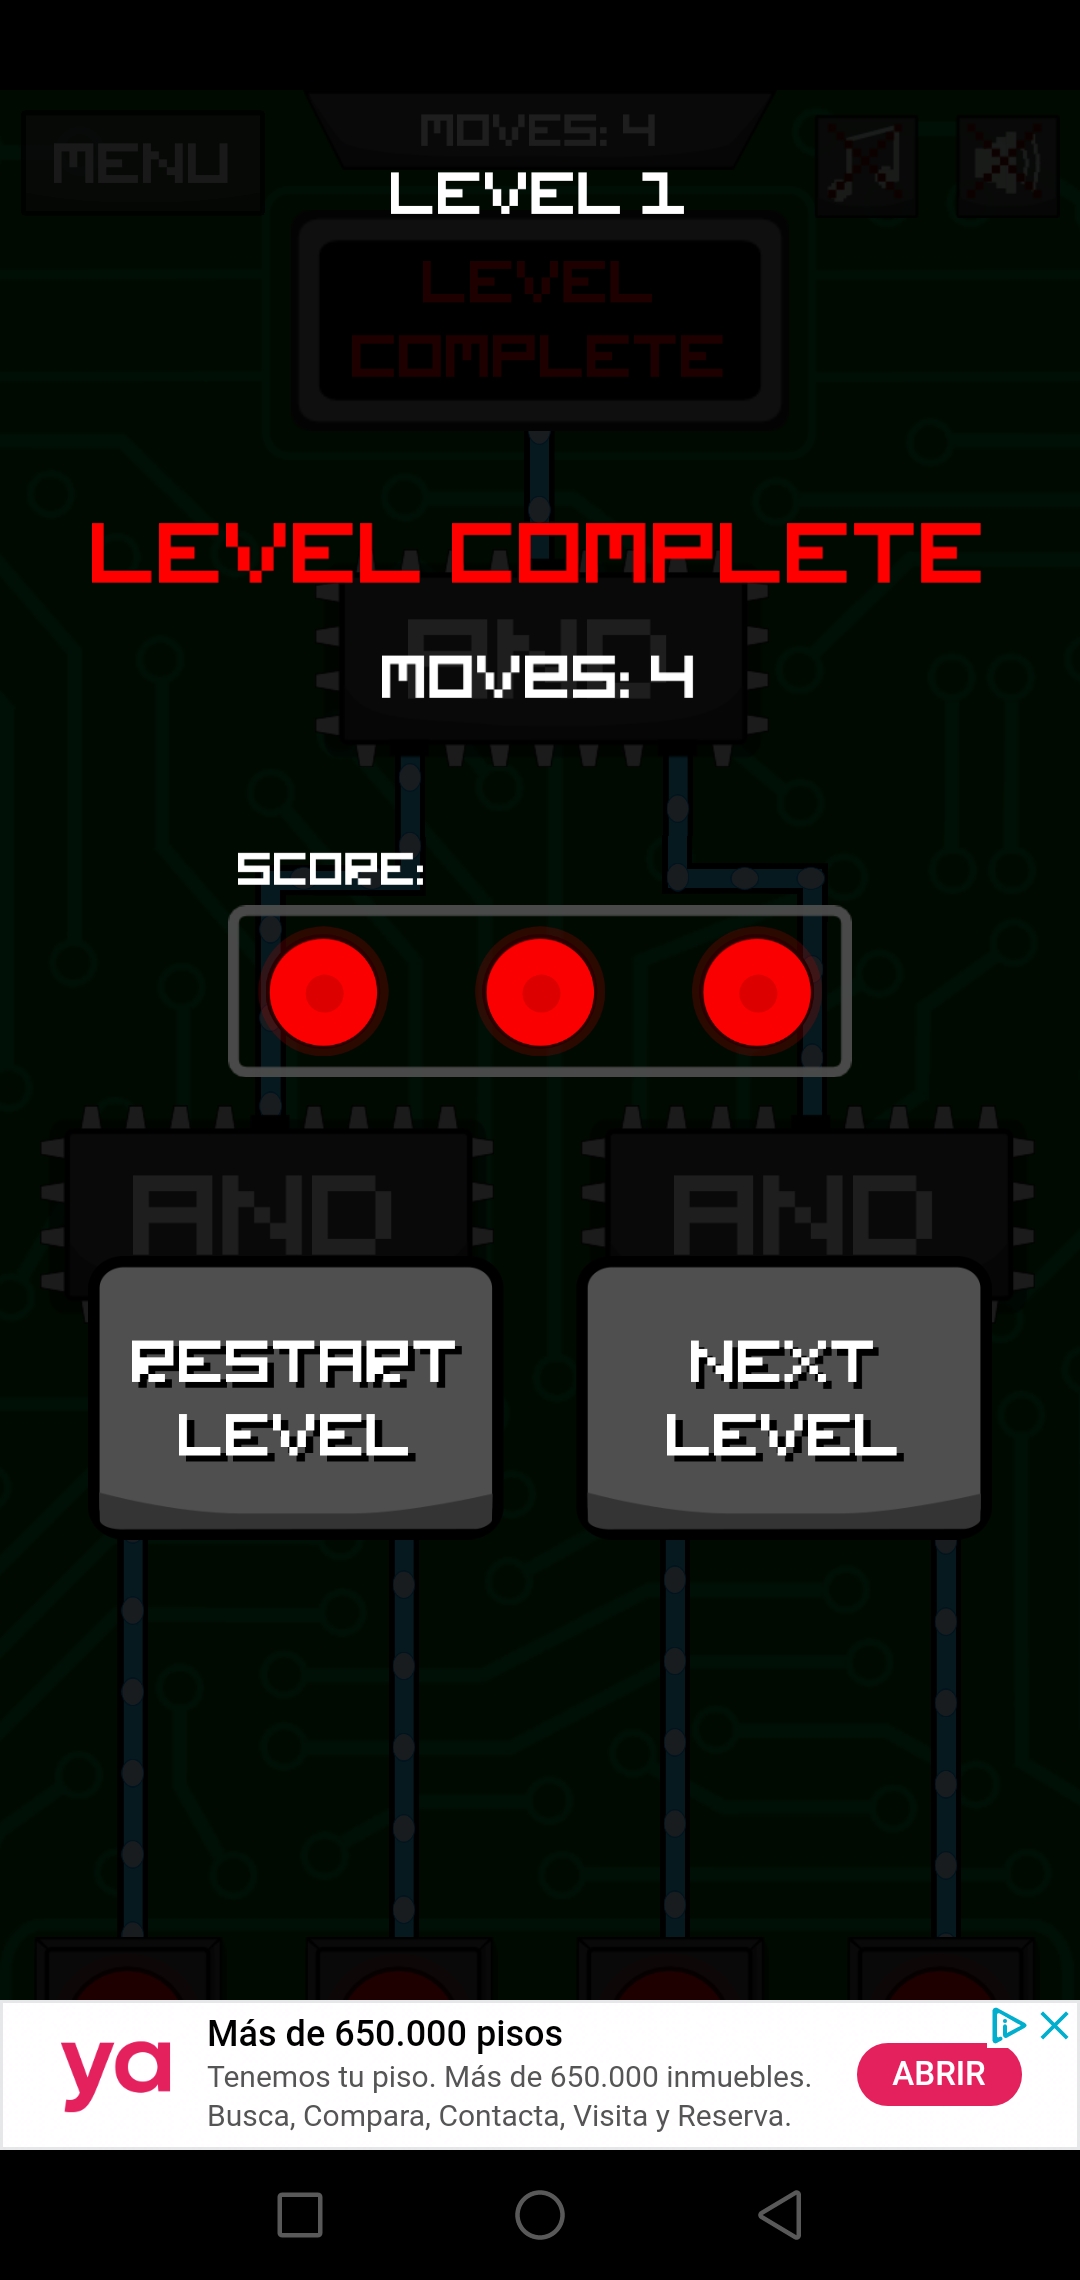 MOVES: 4
MENU
LEVEL 1
LEVEL
COMPLETE
LEVEL COMPLETE
AND
MOVES: 4
SCORE:
AND AND
RESTART
LEVEL
NEXT
LEVEL
ya
Más de 650.000 pisos
Tenemos tu piso. Más de 650.000 inmuebles.
Busca, Compara, Contacta, Visita y Reserva.
ABRIR